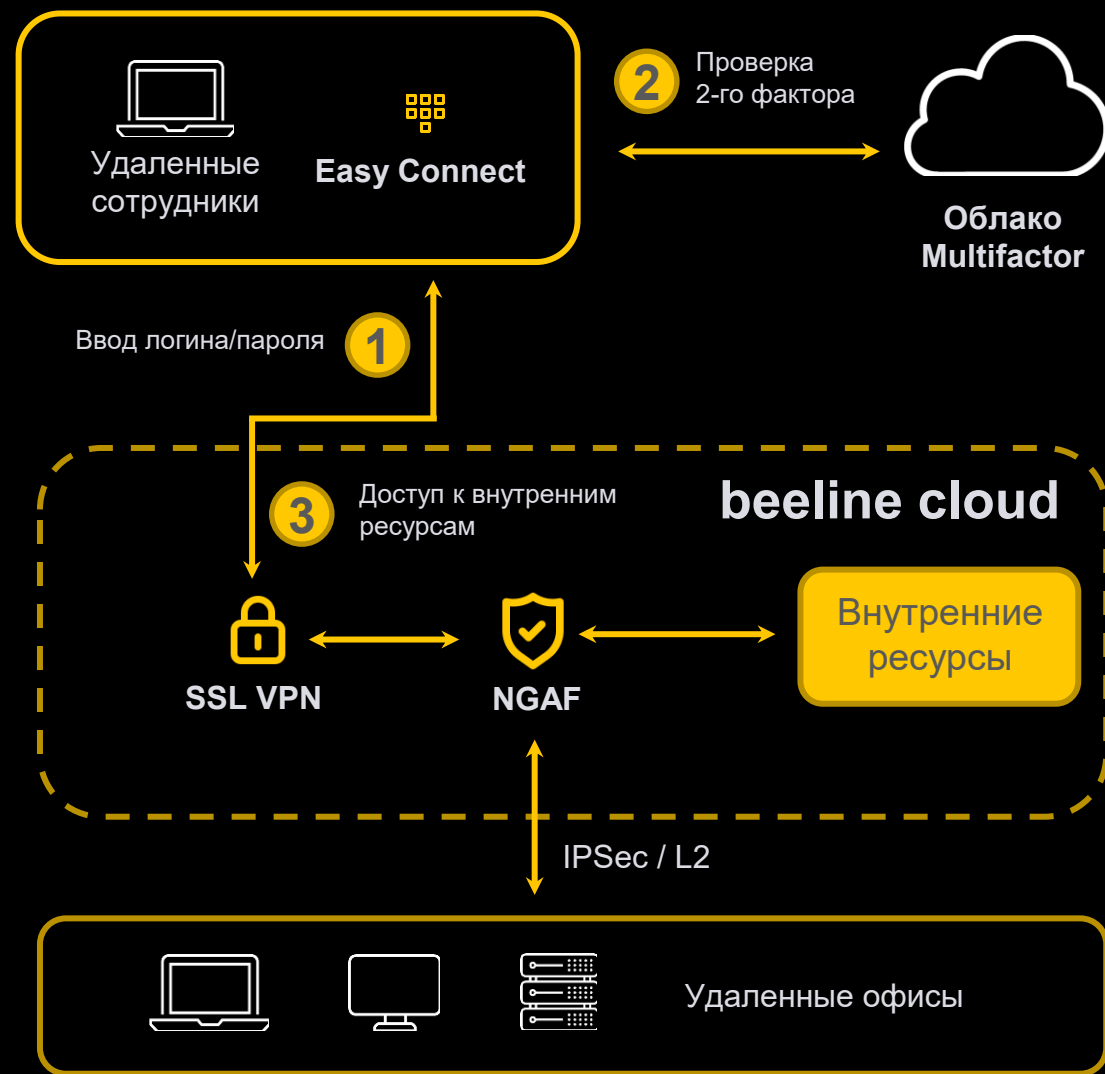 Удаленные
сотрудники
Easy Connect
2
Проверка
2-го фактора
Облако
Multifactor
Ввод логина/пароля
1
3
Доступ к внутренним
ресурсам
beeline cloud
SSL VPN
NGAF
Внутренние
ресурсы
IPSec / L2
Удаленные офисы